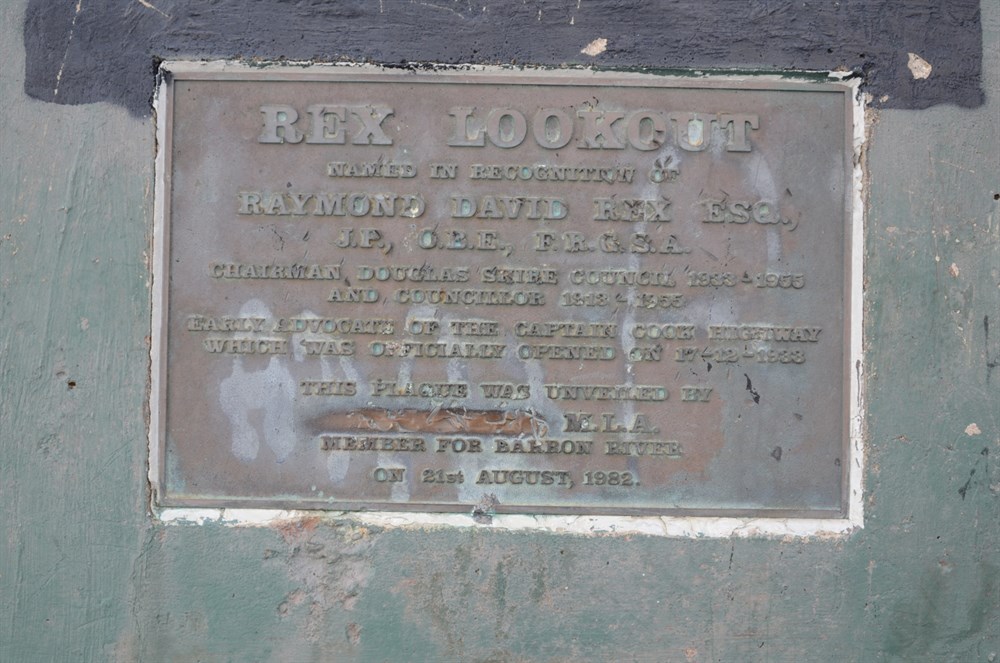 REX LOOKOUT
NAMED IN RECOGNITION OF
RAYMOND DAVID REX ESQ.,
J.P., O.B.E., F.R.G.S.A.
CHAIRMAN, DOUGLAS SHIRE COUNCIL 1933-1955
AND COUNCILLOR 1918-1955
EARLY ADVOCATE OF THE CAPTAIN COOK HIGHWAY
WHICH WAS OFFICIALLY OPENED ON 17-12-1933
THIS PLAQUE WAS UNVEILED BY
M.L.A.
MEMBER FOR BARRON RIVER
ON 21st AUGUST, 1982.